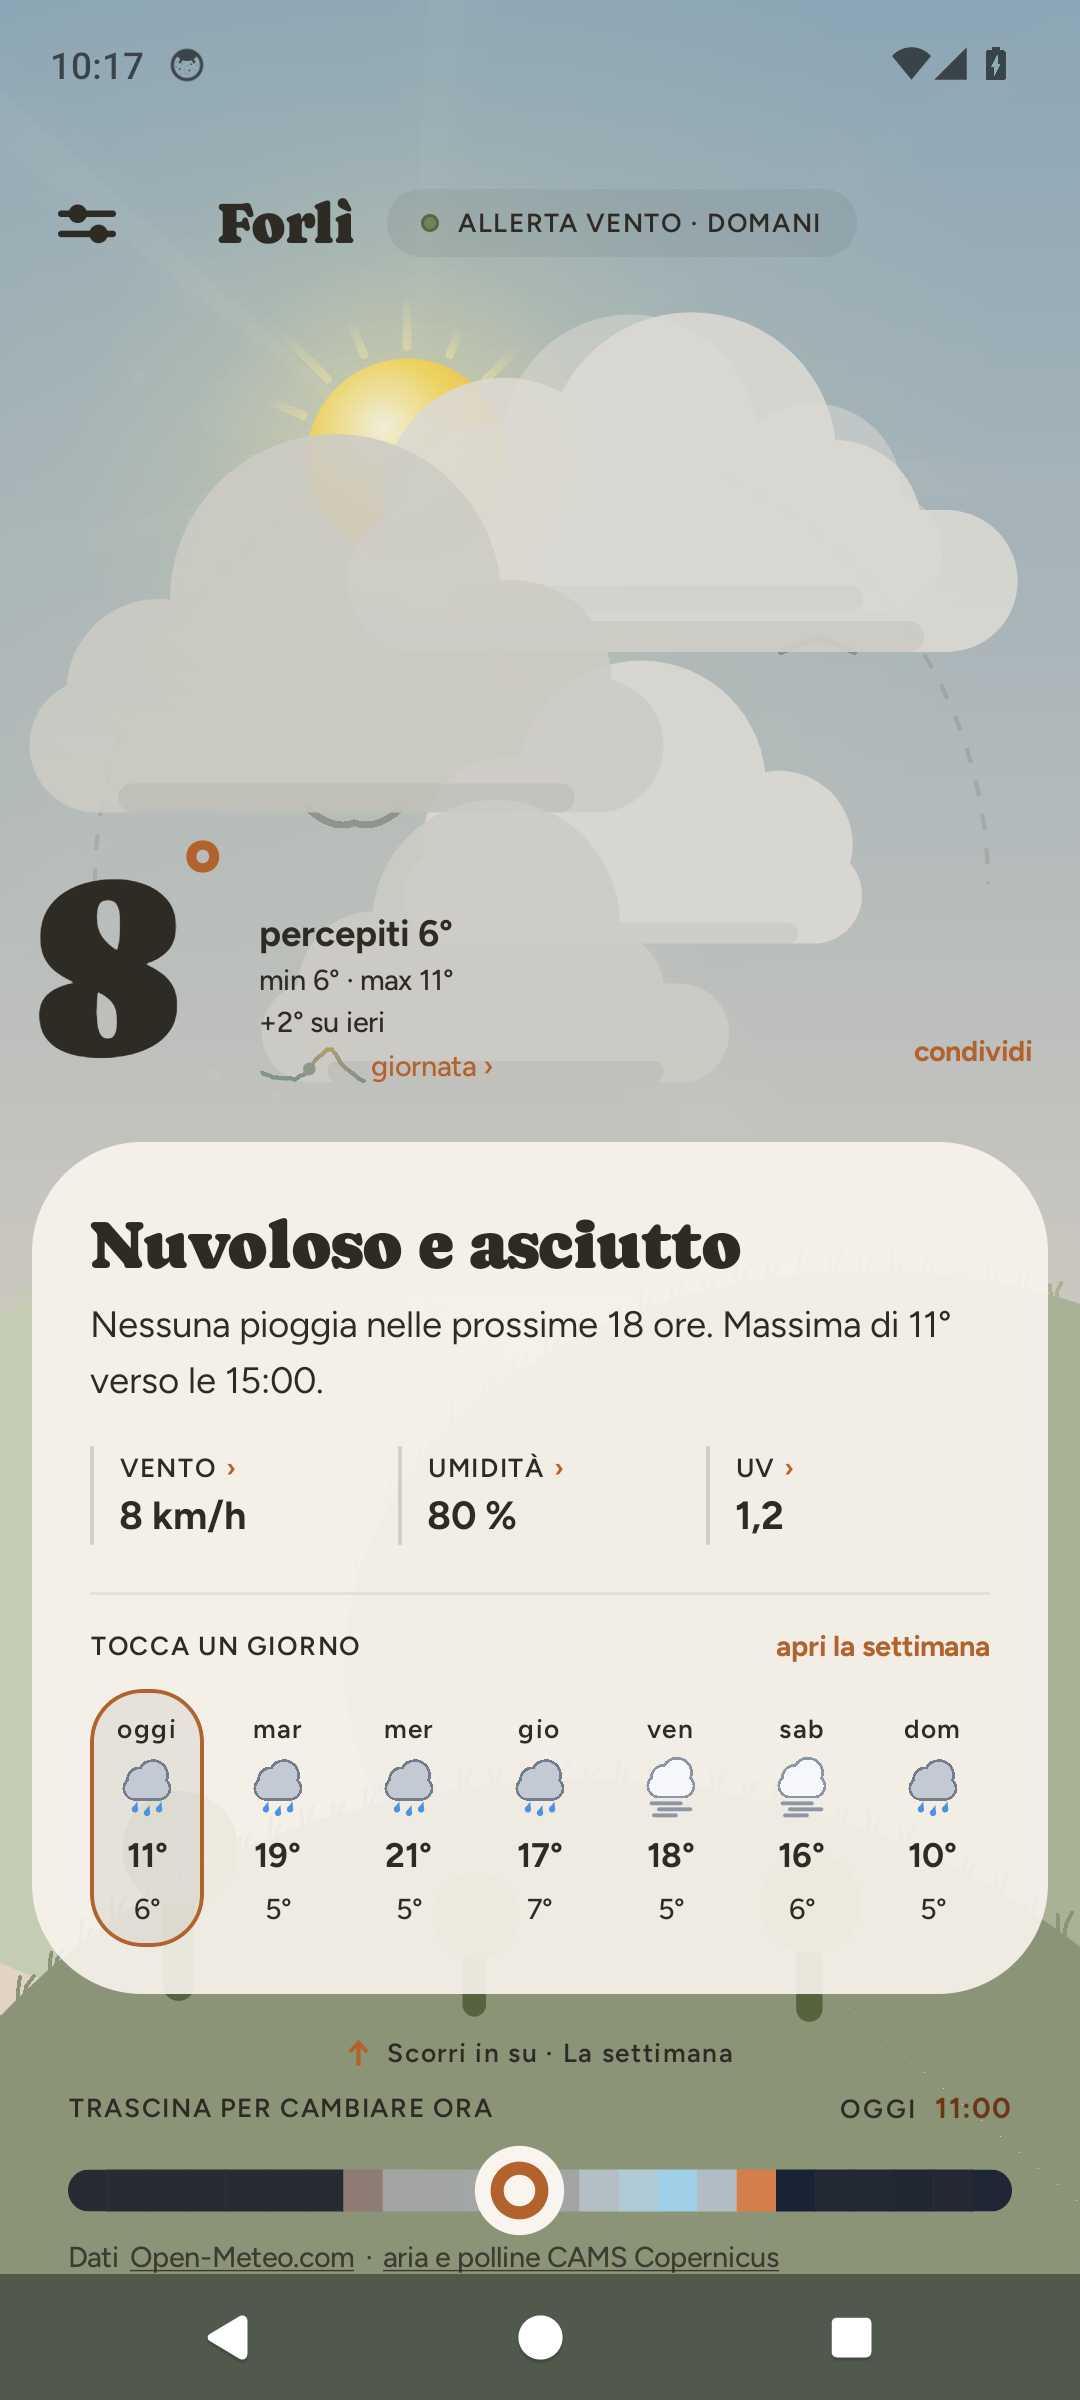 10:17
Forlì
ALLERTA VENTO · DOMANI
8°
percepiti 6°
min 6° · max 11°
+2° su ieri
giornata ›
condividi
Nuvoloso e asciutto
Nessuna pioggia nelle prossime 18 ore. Massima di 11°
verso le 15:00.
VENTO › UMIDITÀ › UV ›
8 km/h 80 % 1,2
TOCCA UN GIORNO apri la settimana
oggi mar mer gio ven sab dom
11° 19° 21° 17° 18° 16° 10°
6° 5° 5° 7° 5° 6° 5°
↑ Scorri in su · La settimana
TRASCINA PER CAMBIARE ORA OGGI 11:00
Dati Open-Meteo.com · aria e polline CAMS Copernicus